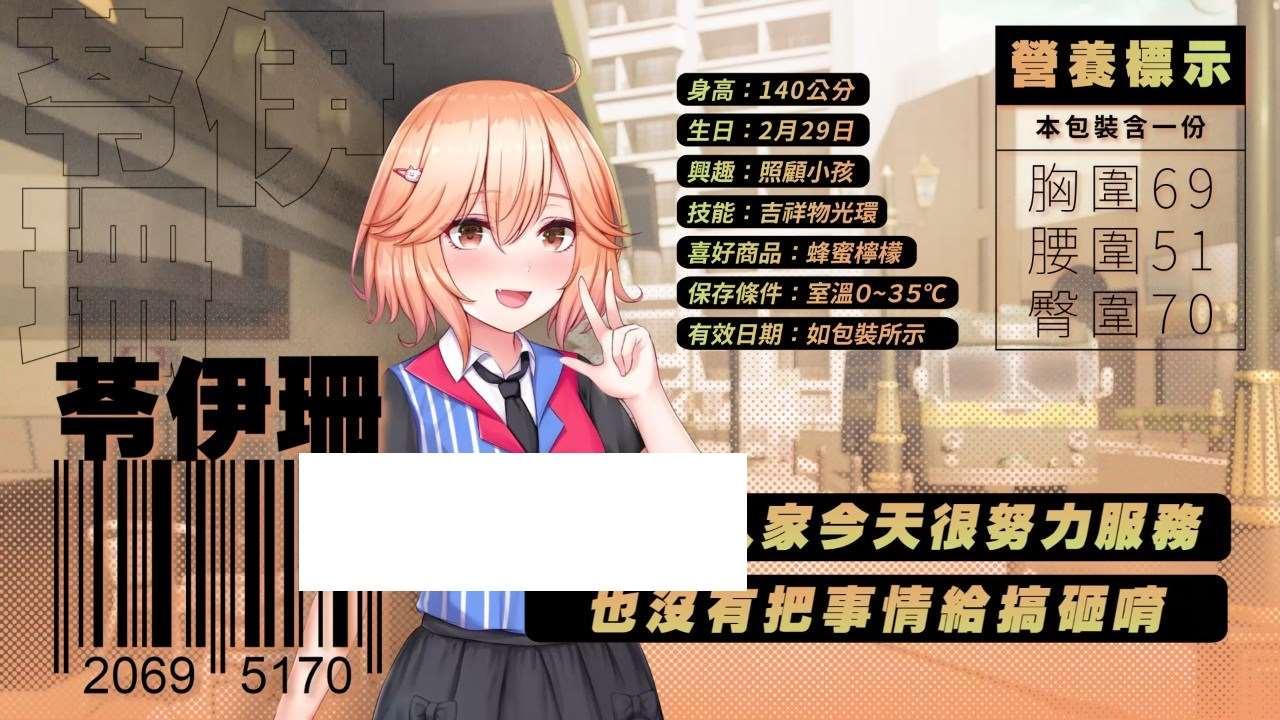 苓伊
珊
苓伊珊
2069 5170
身高：140公分
生日：2月29日
興趣：照顧小孩
技能：吉祥物光環
喜好商品：蜂蜜檸檬
保存條件：室溫0~35℃
有效日期：如包裝所示
營養標示
本包裝含一份
胸圍69
腰圍51
臀圍70
家今天很努力服務
也沒有把事情給搞砸唷